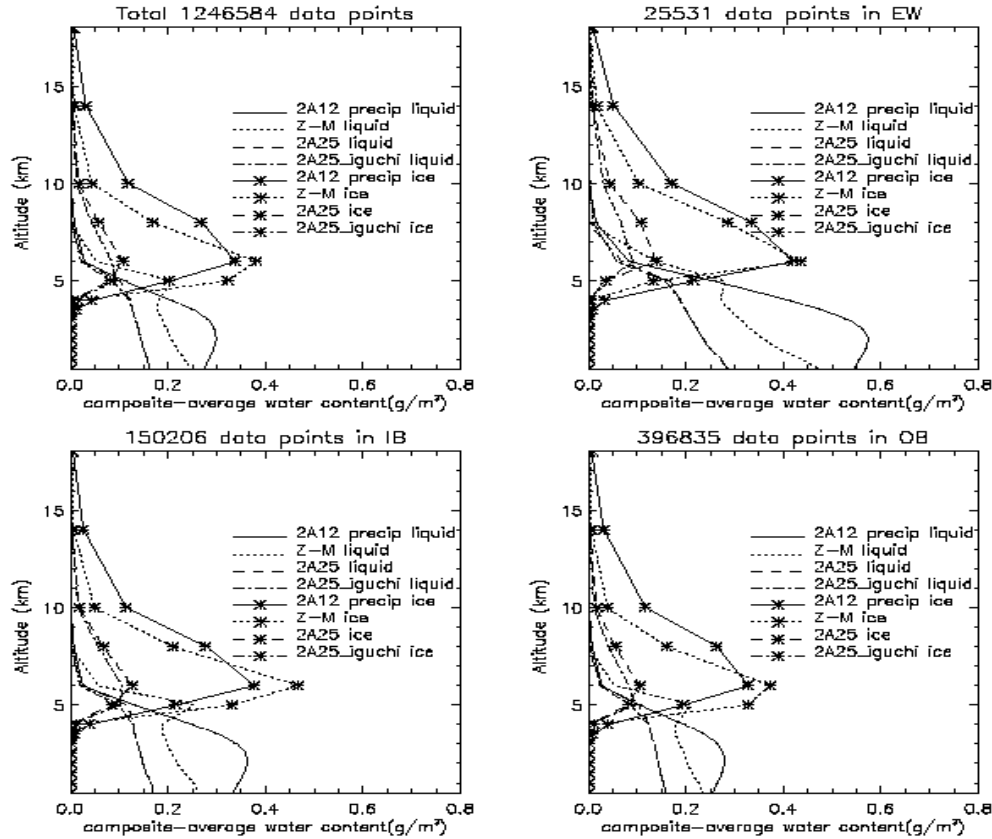 Total 1246584 data points
15
10
5
Altitude (km)
2A12 precip liquid
Z-M liquid
2A25 liquid
2A25_iguchi liquid
2A12 precip ice
Z-M ice
2A25 ice
2A25_iguchi ice
0.0 0.2 0.4 0.6 0.8
composite-average water content(g/m³)
25531 data points in EW
15
10
5
Altitude (km)
2A12 precip liquid
Z-M liquid
2A25 liquid
2A25_iguchi liquid
2A12 precip ice
Z-M ice
2A25 ice
2A25_iguchi ice
0.0 0.2 0.4 0.6 0.8
composite-average water content(g/m³)
150206 data points in IB
15
10
5
Altitude (km)
2A12 precip liquid
Z-M liquid
2A25 liquid
2A25_iguchi liquid
2A12 precip ice
Z-M ice
2A25 ice
2A25_iguchi ice
0.0 0.2 0.4 0.6 0.8
composite-average water content(g/m³)
396835 data points in OB
15
10
5
Altitude (km)
2A12 precip liquid
Z-M liquid
2A25 liquid
2A25_iguchi liquid
2A12 precip ice
Z-M ice
2A25 ice
2A25_iguchi ice
0.0 0.2 0.4 0.6 0.8
composite-average water content(g/m³)